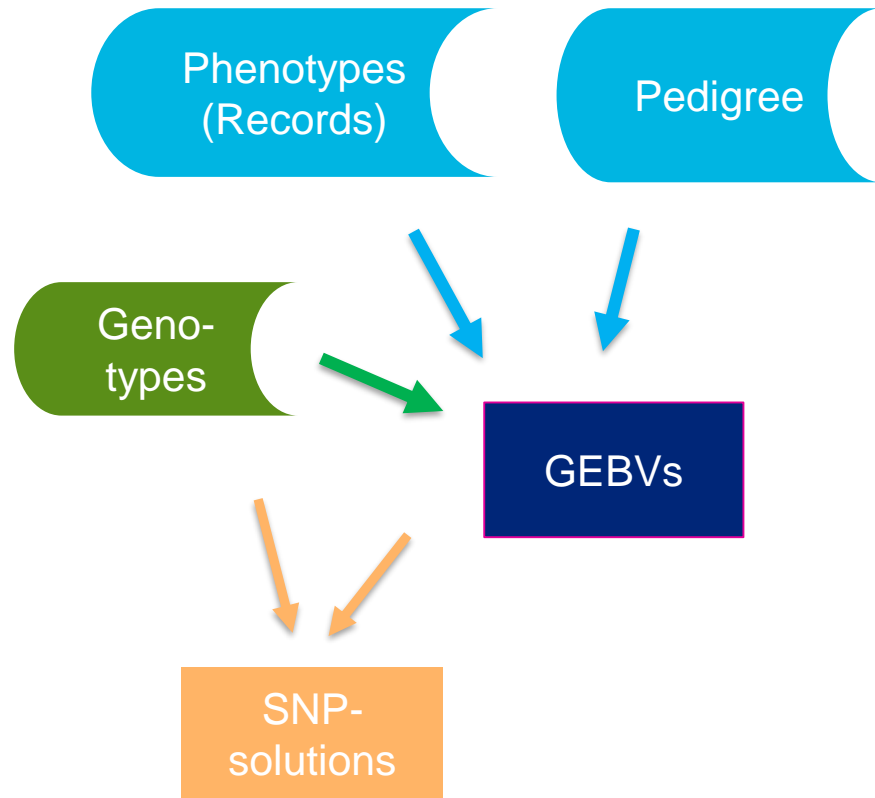 Phenotypes
(Records)
Pedigree
Geno-
types
GEBVs
SNP-
solutions